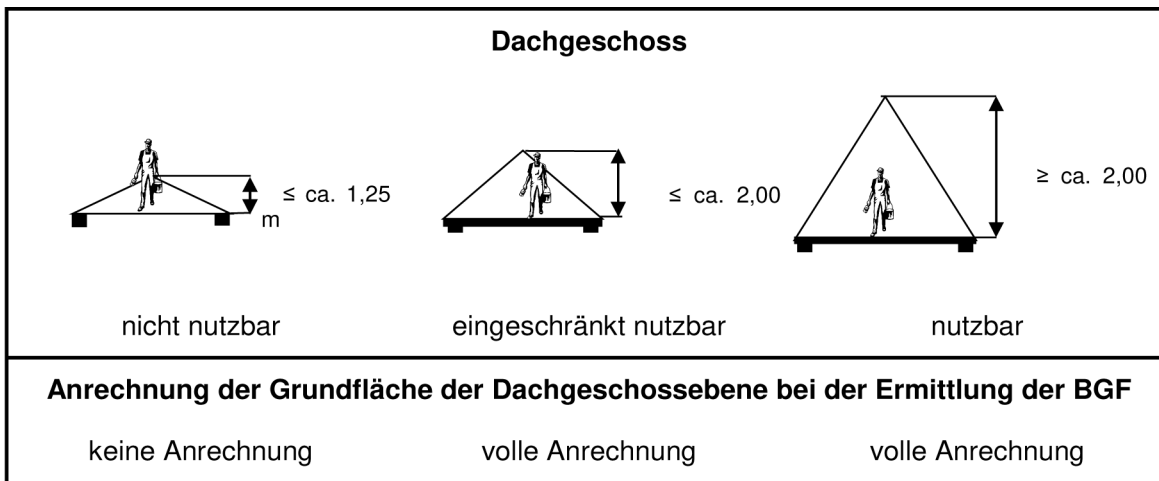 Dachgeschoss
≤ ca. 1,25
m
≤ ca. 2,00
≥ ca. 2,00
nicht nutzbar eingeschränkt nutzbar nutzbar
Anrechnung der Grundfläche der Dachgeschossebene bei der Ermittlung der BGF
keine Anrechnung volle Anrechnung volle Anrechnung